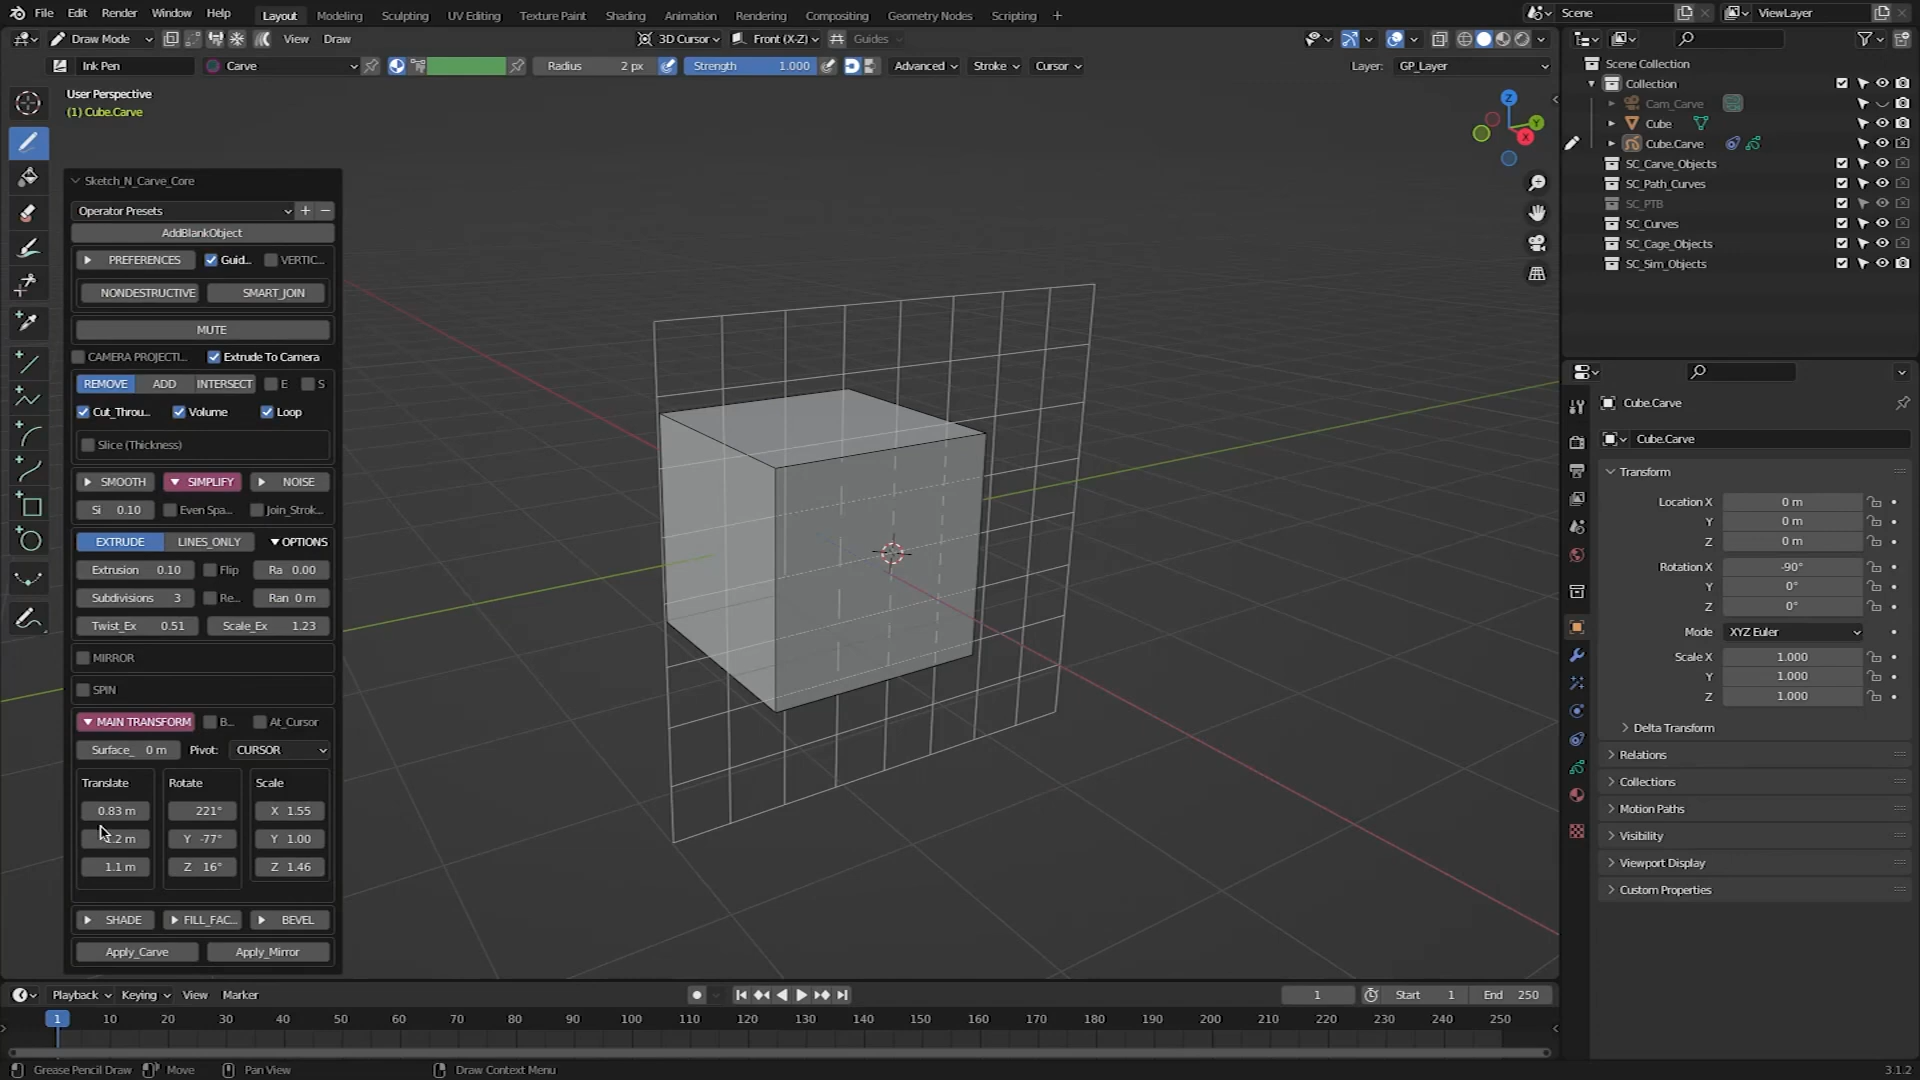 File Edit Render Window Help Layout Modeling Sculpting UV Editing Texture Paint Shading Animation Rendering Compositing Geometry Nodes Scripting + Scene ViewLayer
Draw Mode View Draw 3D Cursor Front (X-Z) Guides
Ink Pen Carve Radius 2 px Strength 1.000 Advanced Stroke Cursor Layer: GP_Layer
User Perspective
(1) Cube.Carve
Z
Y
X
Sketch_N_Carve_Core
Operator Presets + −
AddBlankObject
PREFERENCES Guid... VERTIC...
NONDESTRUCTIVE SMART_JOIN
MUTE
CAMERA PROJECTI... Extrude To Camera
REMOVE ADD INTERSECT E S
Cut_Throu... Volume Loop
Slice (Thickness)
SMOOTH SIMPLIFY NOISE
Si 0.10 Even Spa... Join_Strok...
EXTRUDE LINES_ONLY OPTIONS
Extrusion 0.10 Flip Ra 0.00
Subdivisions 3 Re... Ran 0 m
Twist_Ex 0.51 Scale_Ex 1.23
MIRROR
SPIN
MAIN TRANSFORM B... At_Cursor
Surface_ 0 m Pivot: CURSOR
Translate Rotate Scale
0.83 m 221° X 1.55
.2 m Y -77° Y 1.00
1.1 m Z 16° Z 1.46
SHADE FILL_FAC... BEVEL
Apply_Carve Apply_Mirror
Scene Collection
Collection
Cam_Carve
Cube
Cube.Carve
SC_Carve_Objects
SC_Path_Curves
SC_PTB
SC_Curves
SC_Cage_Objects
SC_Sim_Objects
Cube.Carve
Cube.Carve
Transform
Location X 0 m
Y 0 m
Z 0 m
Rotation X -90°
Y 0°
Z 0°
Mode XYZ Euler
Scale X 1.000
Y 1.000
Z 1.000
Delta Transform
Relations
Collections
Motion Paths
Visibility
Viewport Display
Custom Properties
Playback Keying View Marker 1 Start 1 End 250
1 10 20 30 40 50 60 70 80 90 100 110 120 130 140 150 160 170 180 190 200 210 220 230 240 250
Grease Pencil Draw Move Pan View Draw Context Menu 3.1.2